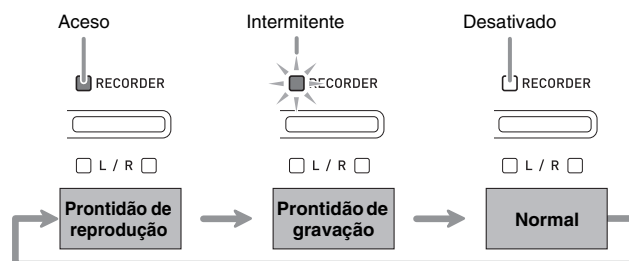 Aceso
Intermitente
Desativado
RECORDER
RECORDER
RECORDER
L / R
L / R
L / R
Prontidão de
reprodução
Prontidão de
gravação
Normal